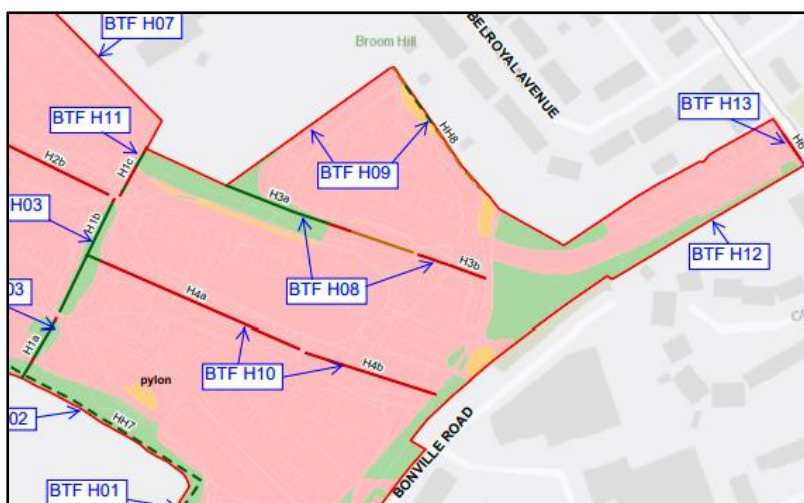 BTF H07
Broom Hill
BELROYAL AVENUE
BTF H11
BTF H13
H2b
H1c
HH8
H6
BTF H09
H03
H1b
H3a
BTF H08
H3b
BTF H12
03
H4a
H1a
BTF H10
H4b
pylon
02
HH7
BONVILLE ROAD
BTF H01